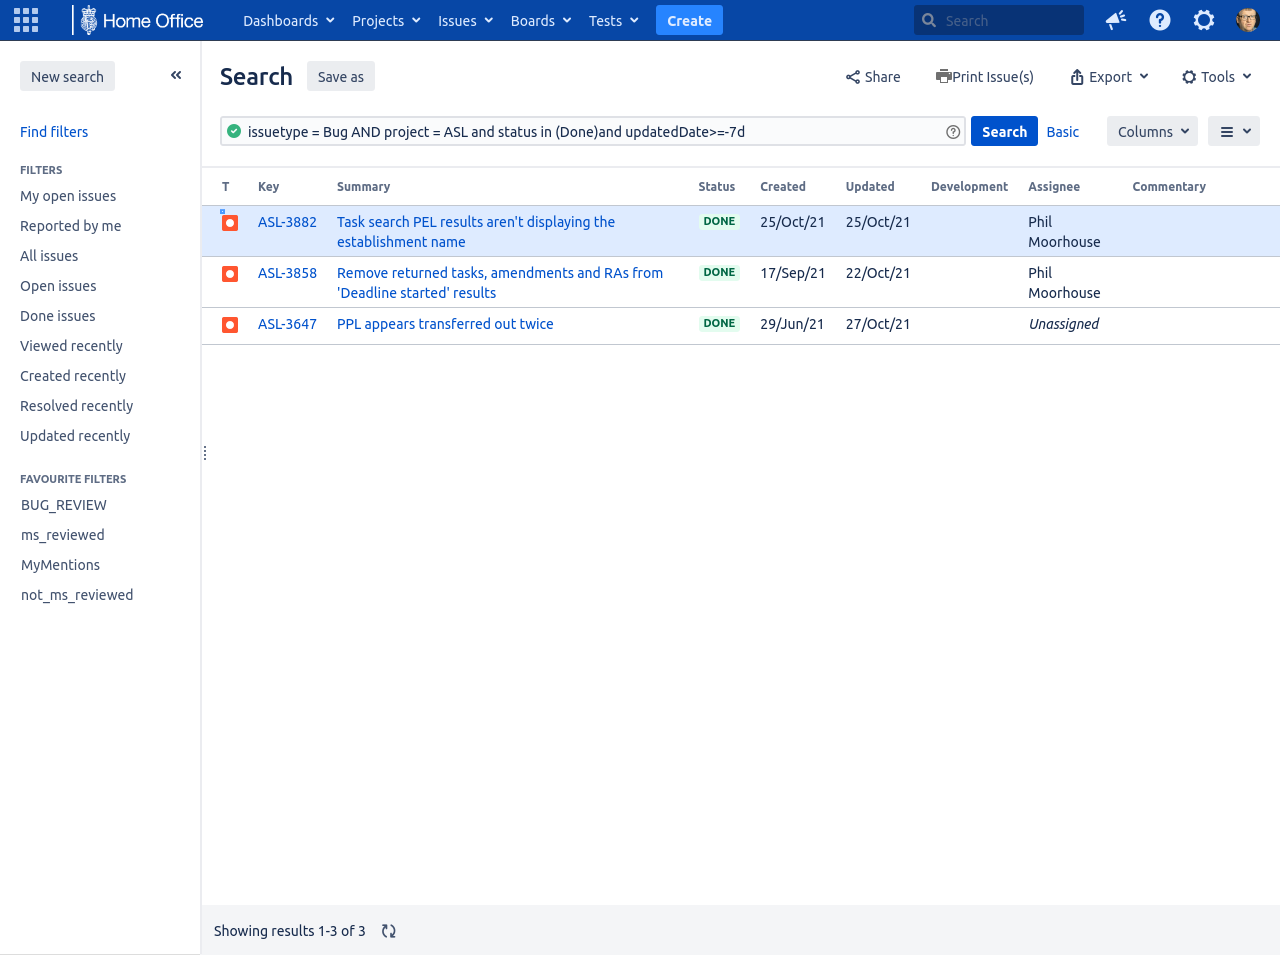 Home Office Dashboards Projects Issues Boards Tests Create Search
New search
Search Save as Share Print Issue(s) Export Tools
Find filters
issuetype = Bug AND project = ASL and status in (Done)and updatedDate>=-7d Search Basic Columns
FILTERS
My open issues
Reported by me
All issues
Open issues
Done issues
Viewed recently
Created recently
Resolved recently
Updated recently
FAVOURITE FILTERS
BUG_REVIEW
ms_reviewed
MyMentions
not_ms_reviewed
T Key Summary Status Created Updated Development Assignee Commentary
ASL-3882 Task search PEL results aren't displaying the DONE 25/Oct/21 25/Oct/21 Phil
establishment name Moorhouse
ASL-3858 Remove returned tasks, amendments and RAs from DONE 17/Sep/21 22/Oct/21 Phil
'Deadline started' results Moorhouse
ASL-3647 PPL appears transferred out twice DONE 29/Jun/21 27/Oct/21 Unassigned
Showing results 1-3 of 3